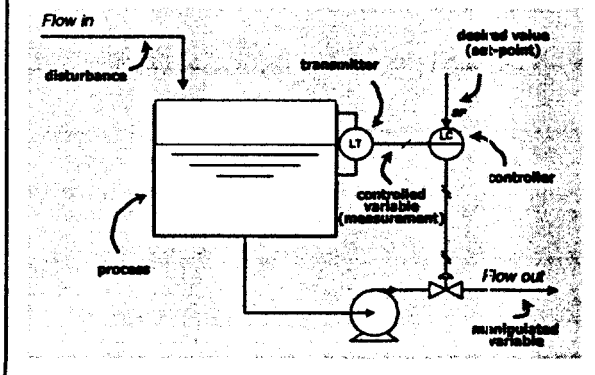 Flow in
disturbance
desired value
(set-point)
transmitter
SP
LT
LC
controller
controlled
variable
(measurement)
process
Flow out
manipulated
variable